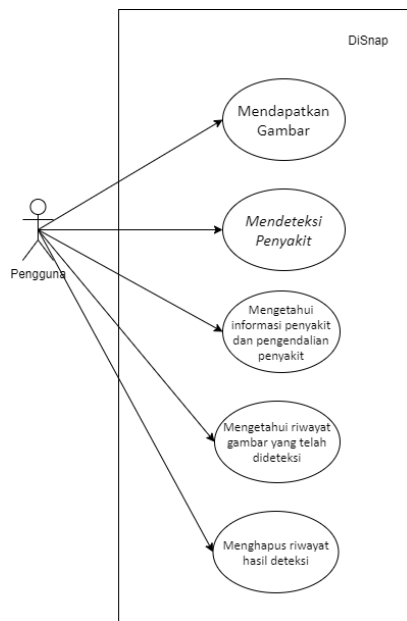 DiSnap
Mendapatkan
Gambar
Mendeteksi
Penyakit
Pengguna
Mengetahui
informasi penyakit
dan pengendalian
penyakit
Mengetahui riwayat
gambar yang telah
dideteksi
Menghapus riwayat
hasil deteksi